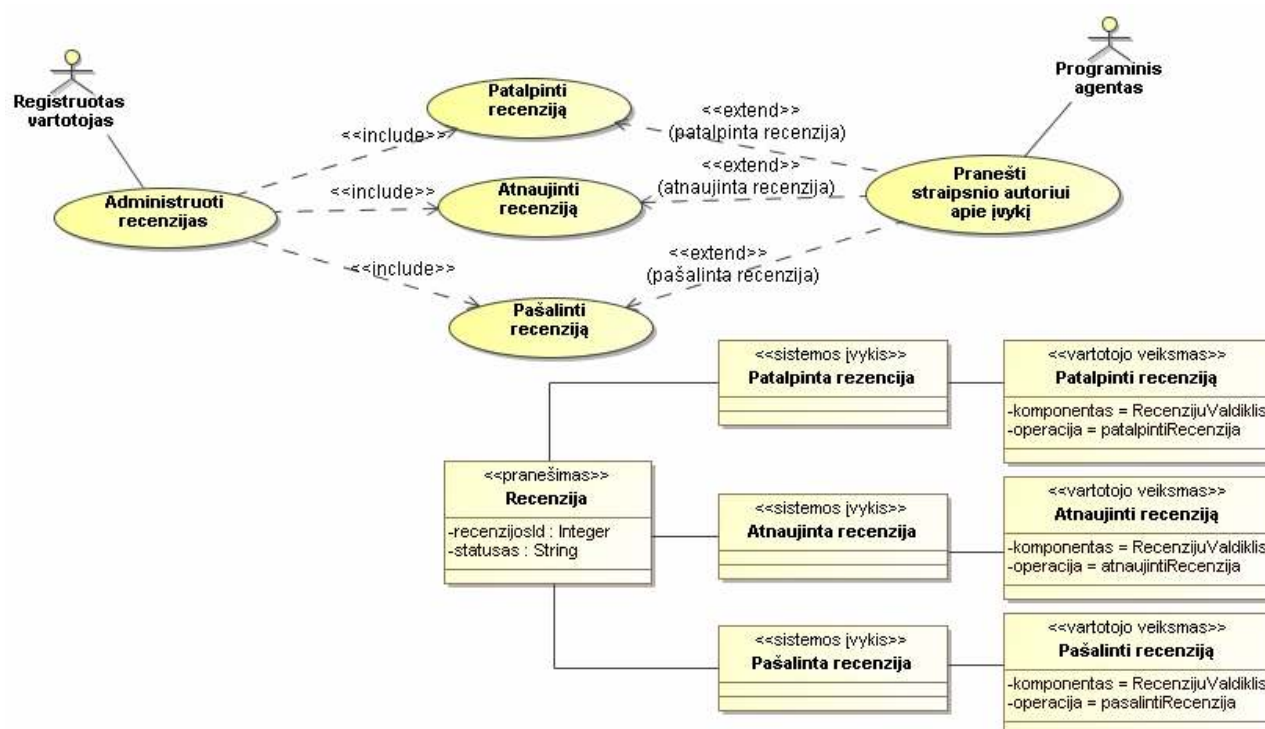 Registruotas
vartotojas
Programinis
agentas
Patalpinti
recenziją
<<include>>
<<extend>>
(patalpinta recenzija)
Administruoti
recenzijas
<<include>>
Atnaujinti
recenziją
<<extend>>
(atnaujinta recenzija)
Pranešti
straipsnio autoriui
apie įvykį
<<include>>
<<extend>>
(pašalinta recenzija)
Pašalinti
recenziją
<<sistemos įvykis>>
Patalpinta rezencija
<<vartotojo veiksmas>>
Patalpinti recenziją
-komponentas = RecenzijuValdiklis
-operacija = patalpintiRecenzija
<<pranešimas>>
Recenzija
-recenzijosId : Integer
-statusas : String
<<sistemos įvykis>>
Atnaujinta recenzija
<<vartotojo veiksmas>>
Atnaujinti recenziją
-komponentas = RecenzijuValdiklis
-operacija = atnaujintiRecenzija
<<sistemos įvykis>>
Pašalinta recenzija
<<vartotojo veiksmas>>
Pašalinti recenziją
-komponentas = RecenzijuValdiklis
-operacija = pasalintiRecenzija